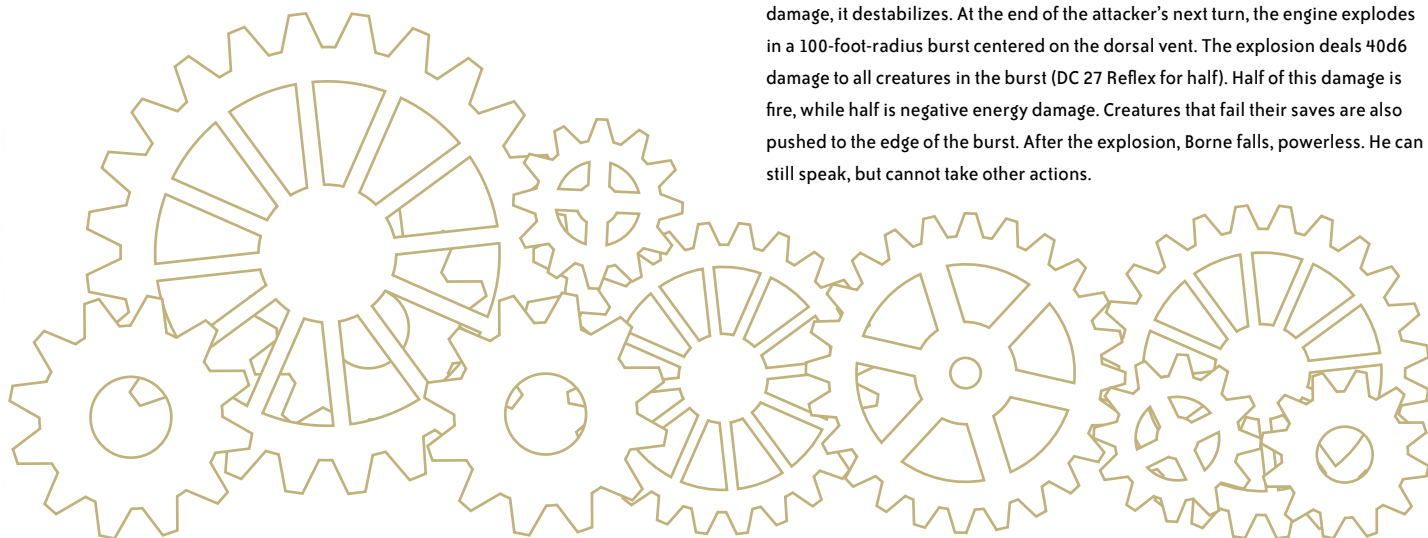 damage, it destabilizes. At the end of the attacker’s next turn, the engine explodes
in a 100-foot-radius burst centered on the dorsal vent. The explosion deals 40d6
damage to all creatures in the burst (DC 27 Reflex for half). Half of this damage is
fire, while half is negative energy damage. Creatures that fail their saves are also
pushed to the edge of the burst. After the explosion, Borne falls, powerless. He can
still speak, but cannot take other actions.